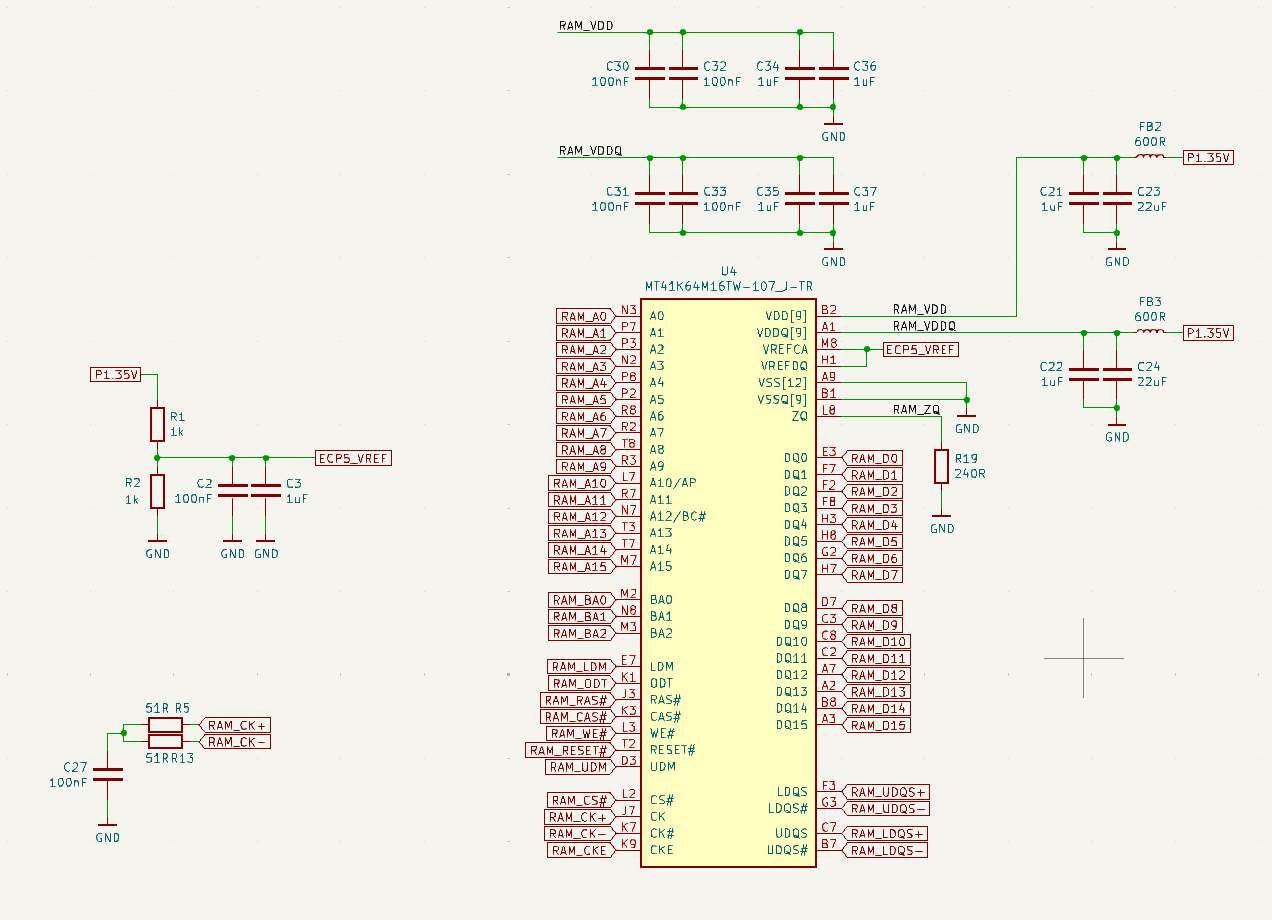 RAM_VDD
C30
100nF
C32
100nF
C34
1uF
C36
1uF
GND
RAM_VDDQ
C31
100nF
C33
100nF
C35
1uF
C37
1uF
GND
FB2
600R
P1.35V
C21
1uF
C23
22uF
GND
FB3
600R
P1.35V
C22
1uF
C24
22uF
GND
U4
MT41K64M16TW-107_J-TR
RAM_A0 N3 A0
RAM_A1 P7 A1
RAM_A2 P3 A2
RAM_A3 N2 A3
RAM_A4 P8 A4
RAM_A5 P2 A5
RAM_A6 R8 A6
RAM_A7 R2 A7
RAM_A8 T8 A8
RAM_A9 R3 A9
RAM_A10 L7 A10/AP
RAM_A11 R7 A11
RAM_A12 N7 A12/BC#
RAM_A13 T3 A13
RAM_A14 T7 A14
RAM_A15 M7 A15
RAM_BA0 M2 BA0
RAM_BA1 N8 BA1
RAM_BA2 M3 BA2
RAM_LDM E7 LDM
RAM_ODT K1 ODT
RAM_RAS# J3 RAS#
RAM_CAS# K3 CAS#
RAM_WE# L3 WE#
RAM_RESET# T2 RESET#
RAM_UDM D3 UDM
RAM_CS# L2 CS#
RAM_CK+ J7 CK
RAM_CK- K7 CK#
RAM_CKE K9 CKE
VDD[9] B2 RAM_VDD
VDDQ[9] A1 RAM_VDDQ
VREFCA M8 ECP5_VREF
VREFDQ H1
VSS[12] A9
VSSQ[9] B1
ZQ L8 RAM_ZQ
GND
R19
240R
GND
DQ0 E3 RAM_D0
DQ1 F7 RAM_D1
DQ2 F2 RAM_D2
DQ3 F8 RAM_D3
DQ4 H3 RAM_D4
DQ5 H8 RAM_D5
DQ6 G2 RAM_D6
DQ7 H7 RAM_D7
DQ8 D7 RAM_D8
DQ9 C3 RAM_D9
DQ10 C8 RAM_D10
DQ11 C2 RAM_D11
DQ12 A7 RAM_D12
DQ13 A2 RAM_D13
DQ14 B8 RAM_D14
DQ15 A3 RAM_D15
LDQS F3 RAM_UDQS+
LDQS# G3 RAM_UDQS-
UDQS C7 RAM_LDQS+
UDQS# B7 RAM_LDQS-
P1.35V
R1
1k
ECP5_VREF
R2
1k
C2
100nF
C3
1uF
GND
GND
GND
51R R5
RAM_CK+
RAM_CK-
51R R13
C27
100nF
GND